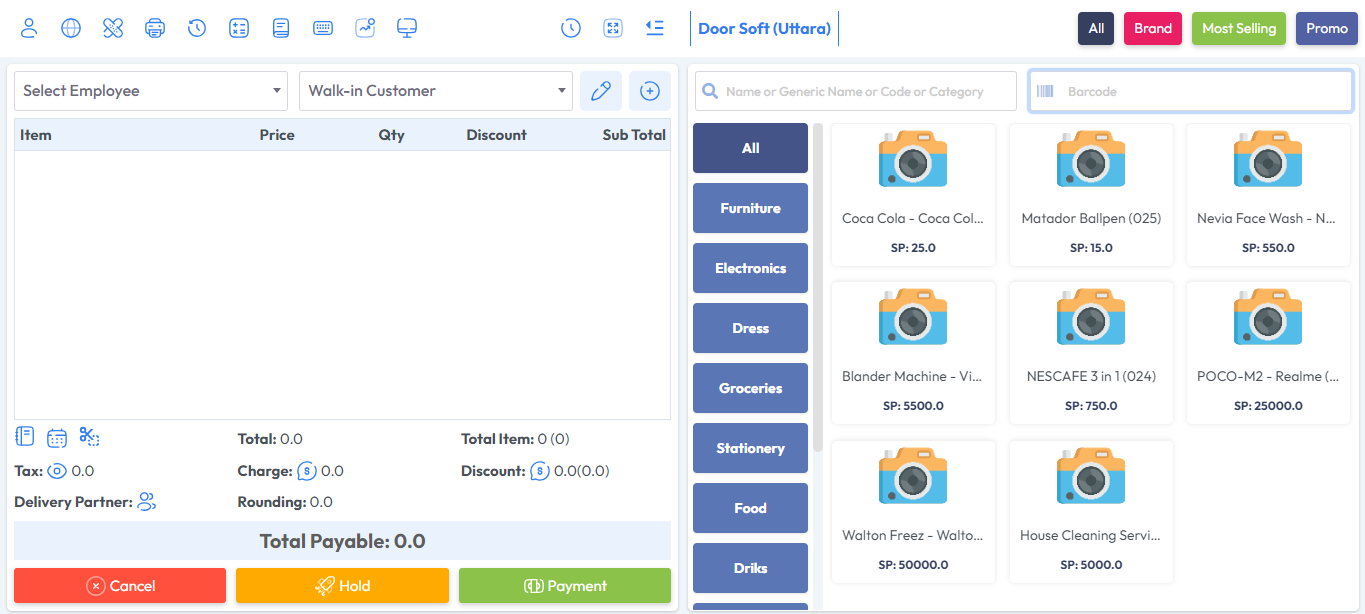 Door Soft (Uttara)
All
Brand
Most Selling
Promo
Select Employee
Walk-in Customer
Item Price Qty Discount Sub Total
Total: 0.0
Total Item: 0 (0)
Tax: 0.0
Charge: $ 0.0
Discount: $ 0.0(0.0)
Delivery Partner:
Rounding: 0.0
Total Payable: 0.0
Cancel
Hold
Payment
Name or Generic Name or Code or Category
Barcode
All
Furniture
Electronics
Dress
Groceries
Stationery
Food
Driks
Coca Cola - Coca Col...
SP: 25.0
Matador Ballpen (025)
SP: 15.0
Nevia Face Wash - N...
SP: 550.0
Blander Machine - Vi...
SP: 5500.0
NESCAFE 3 in 1 (024)
SP: 750.0
POCO-M2 - Realme (...
SP: 25000.0
Walton Freez - Walto...
SP: 50000.0
House Cleaning Servi...
SP: 5000.0